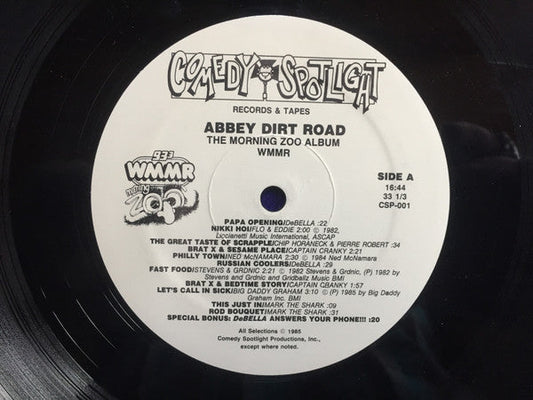 COMEDY SPOTLIGHT
RECORDS & TAPES
ABBEY DIRT ROAD
THE MORNING ZOO ALBUM
WMMR
93.3
WMMR
MORNING
ZOO
SIDE A
16:44
33 1/3
CSP-001
PAPA OPENING/DeBELLA :22
NIKKI HOI/FLO & EDDIE 2:00 © 1982,
Liccianetti Music International, ASCAP
THE GREAT TASTE OF SCRAPPLE/CHIP HORANECK & PIERRE ROBERT :34
BRAT X & SESAME PLACE/CAPTAIN CRANKY 2:21
PHILLY TOWN/NED McNAMARA 2:30 © 1984 Ned McNamara
RUSSIAN COOLERS/DeBELLA :29
FAST FOOD/STEVENS & GRDNIC 2:21 © 1982 Stevens & Grdnic, (P) 1982 by
Stevens and Grdnic and Gridballz Music BMI
BRAT X & BEDTIME STORY/CAPTAIN CRANKY 1:57
LET'S CALL IN SICK/BIG DADDY GRAHAM 3:10 © (P) 1985 by Big Daddy
Graham Inc. BMI
THIS JUST IN/MARK THE SHARK :09
ROD BOUQUET/MARK THE SHARK :31
SPECIAL BONUS: DeBELLA ANSWERS YOUR PHONE!!! :20
All Selections © 1985
Comedy Spotlight Productions, Inc.,
except where noted.